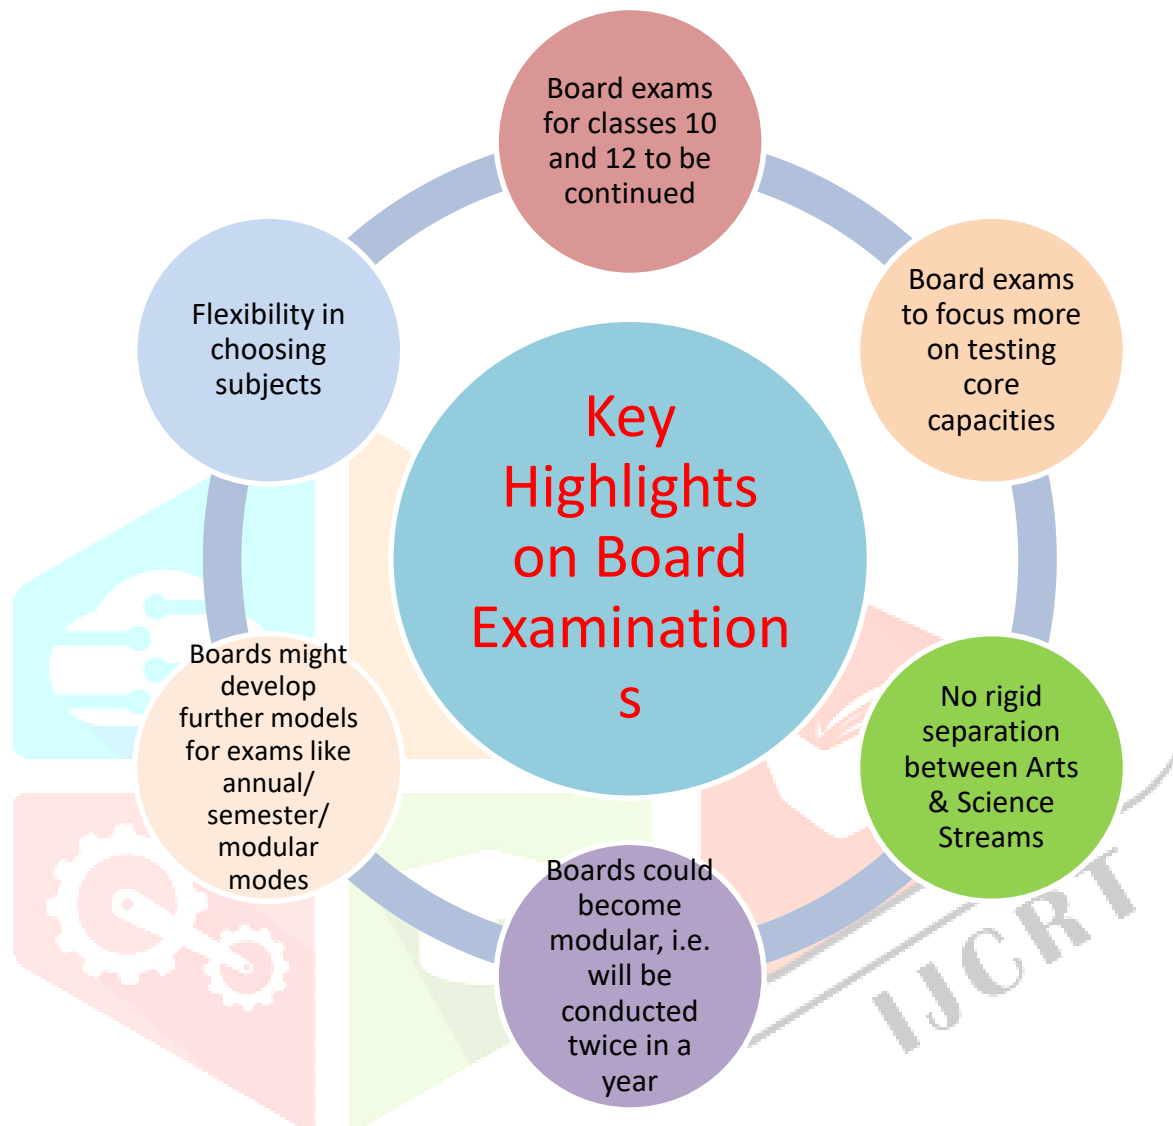 Board exams
for classes 10
and 12 to be
continued
Board exams
to focus more
on testing
core
capacities
No rigid
separation
between Arts
& Science
Streams
Boards could
become
modular, i.e.
will be
conducted
twice in a
year
Boards might
develop
further models
for exams like
annual/
semester/
modular
modes
Flexibility in
choosing
subjects
Key
Highlights
on Board
Examination
s
IJCRT